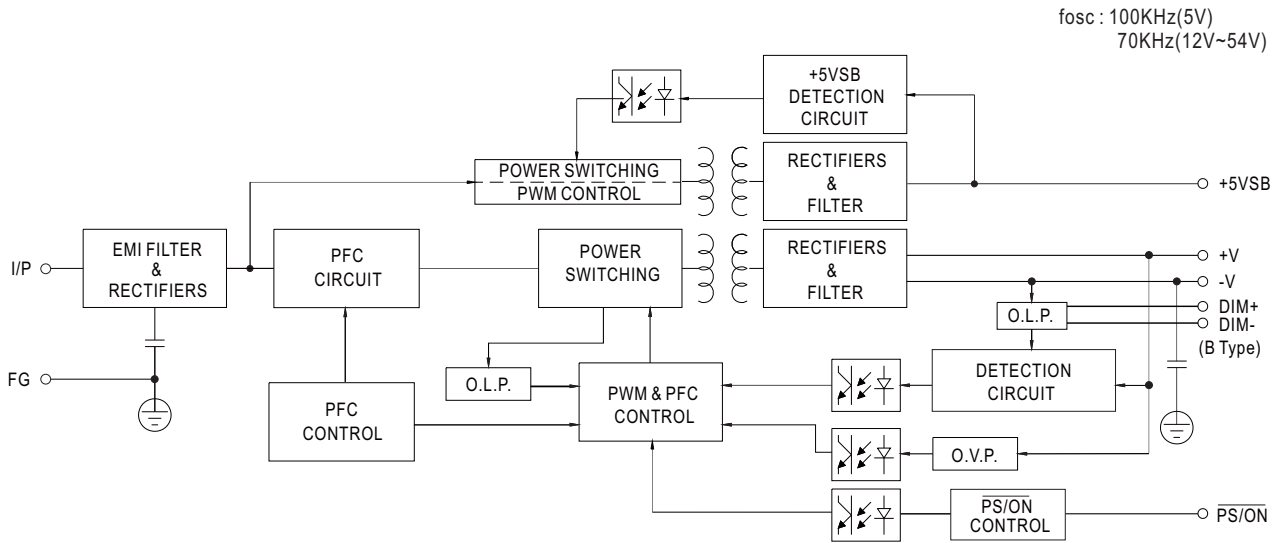 fosc : 100KHz(5V)
70KHz(12V~54V)
+5VSB
DETECTION
CIRCUIT
POWER SWITCHING
PWM CONTROL
RECTIFIERS
&
FILTER
+5VSB
I/P
EMI FILTER
&
RECTIFIERS
PFC
CIRCUIT
POWER
SWITCHING
RECTIFIERS
&
FILTER
+V
-V
O.L.P.
DIM+
DIM-
(B Type)
FG
PFC
CONTROL
O.L.P.
PWM & PFC
CONTROL
DETECTION
CIRCUIT
O.V.P.
PS/ON
CONTROL
PS/ON